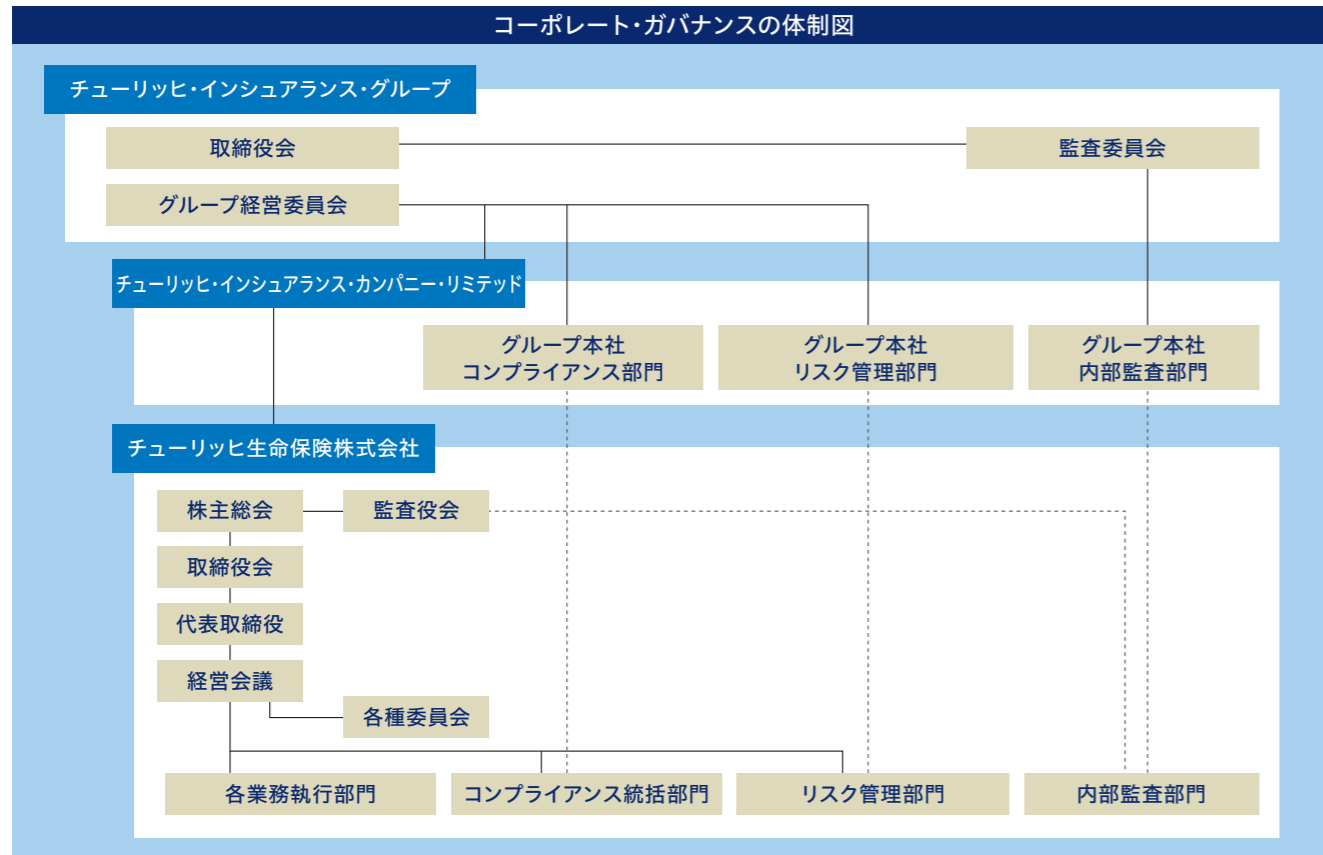 コーポレート・ガバナンスの体制図
チューリッヒ・インシュアランス・グループ
取締役会
監査委員会
グループ経営委員会
チューリッヒ・インシュアランス・カンパニー・リミテッド
グループ本社
コンプライアンス部門
グループ本社
リスク管理部門
グループ本社
内部監査部門
チューリッヒ生命保険株式会社
株主総会
監査役会
取締役会
代表取締役
経営会議
各種委員会
各業務執行部門
コンプライアンス統括部門
リスク管理部門
内部監査部門